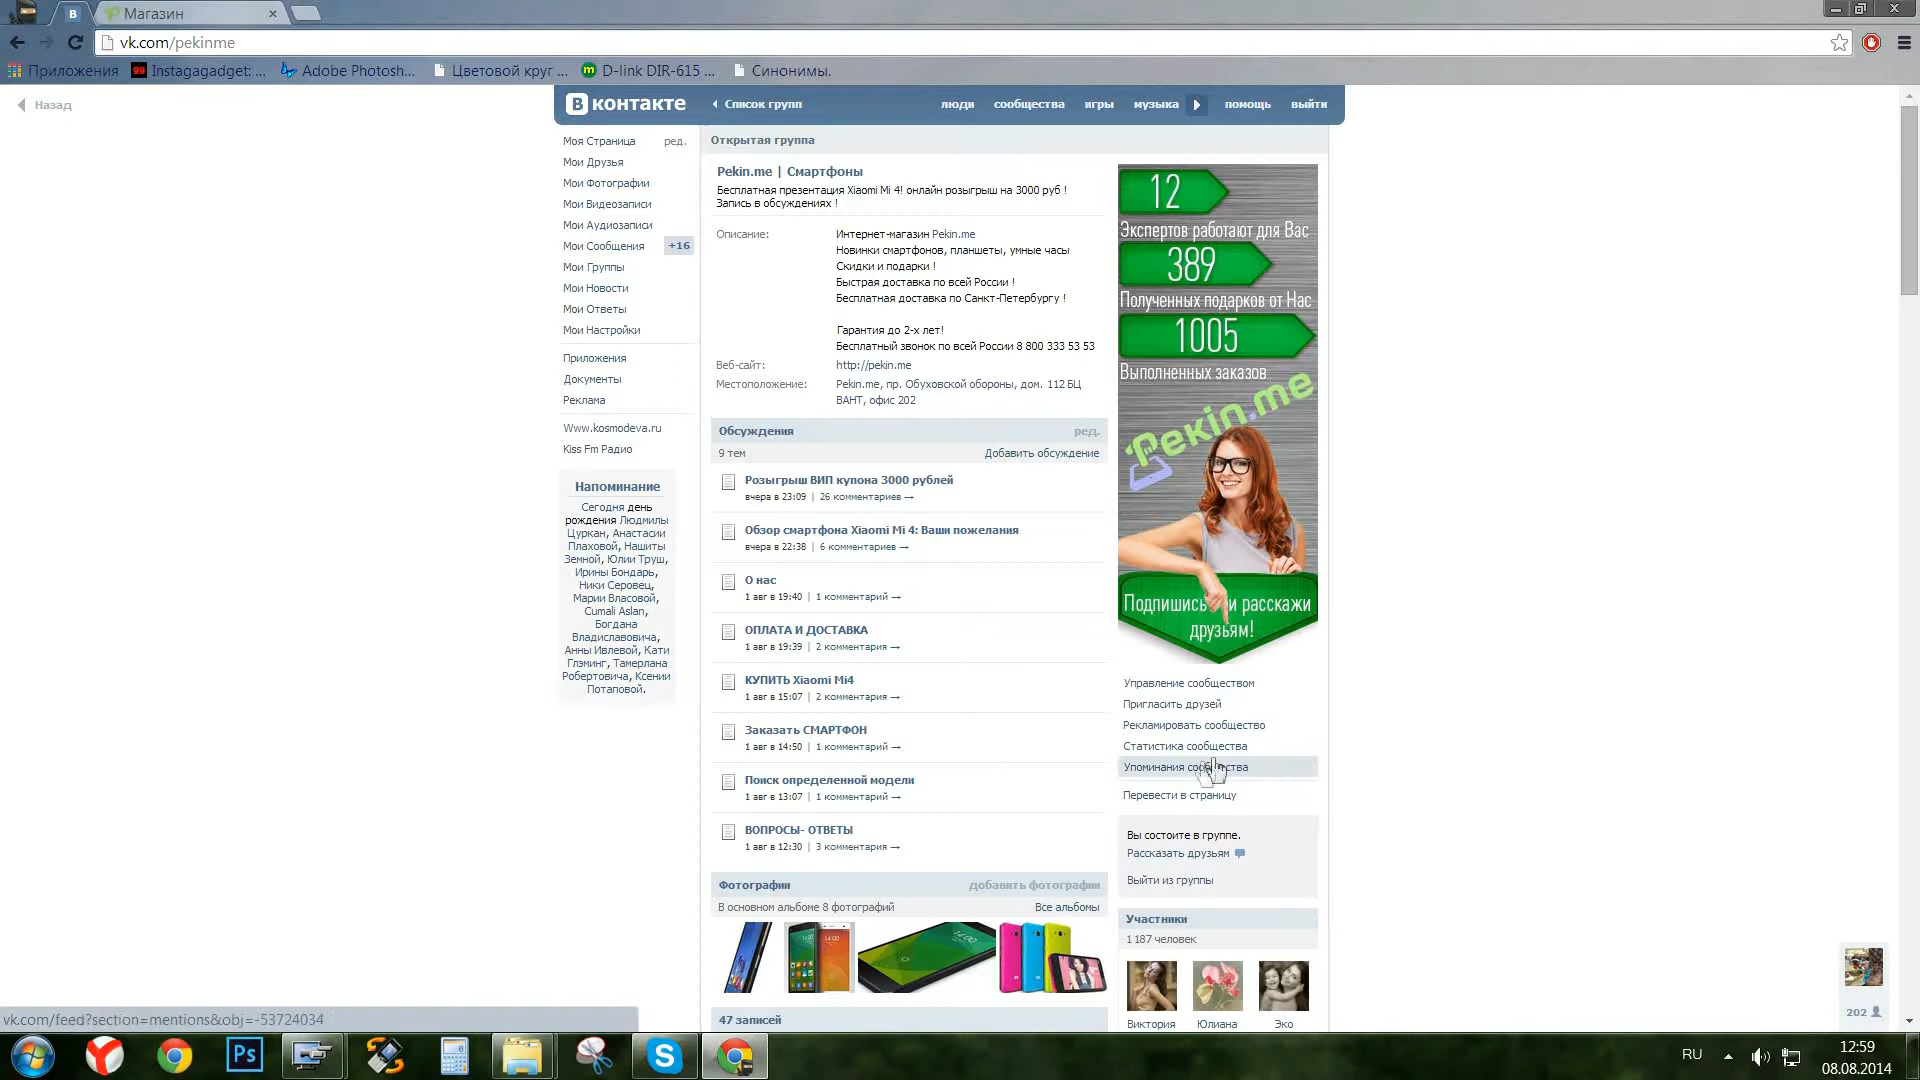 Магазин
vk.com/pekinme
Приложения
Instagagadget: ...
Adobe Photosh...
Цветовой круг ...
D-link DIR-615 ...
Синонимы.
Назад
В контакте
Список групп
люди
сообщества
игры
музыка
помощь
выйти
Моя Страница
ред.
Мои Друзья
Мои Фотографии
Мои Видеозаписи
Мои Аудиозаписи
Мои Сообщения
+16
Мои Группы
Мои Новости
Мои Ответы
Мои Настройки
Приложения
Документы
Реклама
Www.kosmodeva.ru
Kiss Fm Радио
Напоминание
Сегодня день
рождения Людмилы
Цуркан, Анастасии
Плаховой, Нашиты
Земной, Юлии Труш,
Ирины Бондарь,
Ники Серовец,
Марии Власовой,
Cumali Aslan,
Богдана
Владиславовича,
Анны Ивлевой, Кати
Глэминг, Тамерлана
Робертовича, Ксении
Потаповой.
Открытая группа
Pekin.me | Смартфоны
Бесплатная презентация Xiaomi Mi 4! онлайн розыгрыш на 3000 руб !
Запись в обсуждениях !
Описание:
Интернет-магазин Pekin.me
Новинки смартфонов, планшеты, умные часы
Скидки и подарки !
Быстрая доставка по всей России !
Бесплатная доставка по Санкт-Петербургу !
Гарантия до 2-х лет!
Бесплатный звонок по всей России 8 800 333 53 53
Веб-сайт:
http://pekin.me
Местоположение:
Pekin.me, пр. Обуховской обороны, дом. 112 БЦ
ВАНТ, офис 202
Обсуждения
ред.
9 тем
Добавить обсуждение
Розыгрыш ВИП купона 3000 рублей
вчера в 23:09 | 26 комментариев →
Обзор смартфона Xiaomi Mi 4: Ваши пожелания
вчера в 22:38 | 6 комментариев →
О нас
1 авг в 19:40 | 1 комментарий →
ОПЛАТА И ДОСТАВКА
1 авг в 19:39 | 2 комментария →
КУПИТЬ Xiaomi Mi4
1 авг в 15:07 | 2 комментария →
Заказать СМАРТФОН
1 авг в 14:50 | 1 комментарий →
Поиск определенной модели
1 авг в 13:07 | 1 комментарий →
ВОПРОСЫ- ОТВЕТЫ
1 авг в 12:30 | 3 комментария →
Фотографии
добавить фотографии
В основном альбоме 8 фотографий
Все альбомы
14:00
14:00
47 записей
12
Экспертов работают для Вас
389
Полученных подарков от Нас
1005
Выполненных заказов
Pekin.me
Подпишись и расскажи
друзьям!
Управление сообществом
Пригласить друзей
Рекламировать сообщество
Статистика сообщества
Упоминания сообщества
Перевести в страницу
Вы состоите в группе.
Рассказать друзьям
Выйти из группы
Участники
1 187 человек
Виктория
Юлиана
Эко
202
vk.com/feed?section=mentions&obj=-53724034
Ps
RU
12:59
08.08.2014